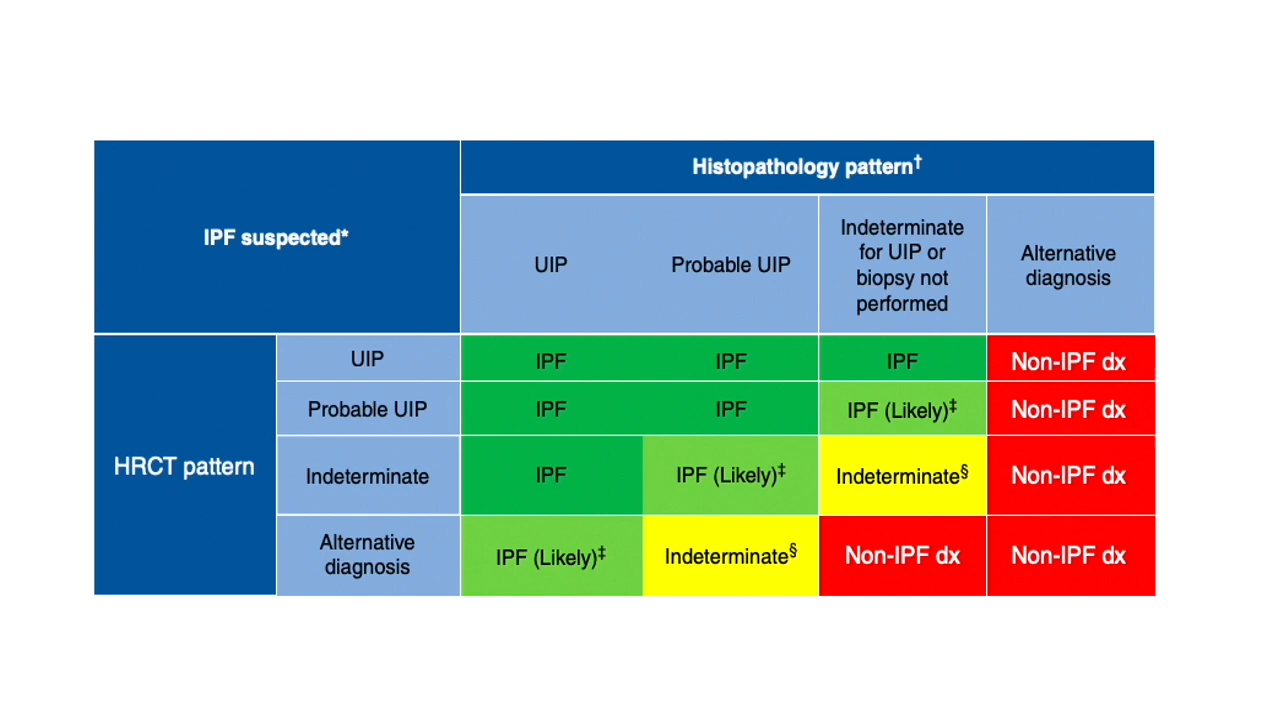 Histopathology pattern†
IPF suspected*
UIP
Probable UIP
Indeterminate
for UIP or
biopsy not
performed
Alternative
diagnosis
HRCT pattern
UIP
IPF
IPF
IPF
Non-IPF dx
Probable UIP
IPF
IPF
IPF (Likely)‡
Non-IPF dx
Indeterminate
IPF
IPF (Likely)‡
Indeterminate§
Non-IPF dx
Alternative
diagnosis
IPF (Likely)‡
Indeterminate§
Non-IPF dx
Non-IPF dx